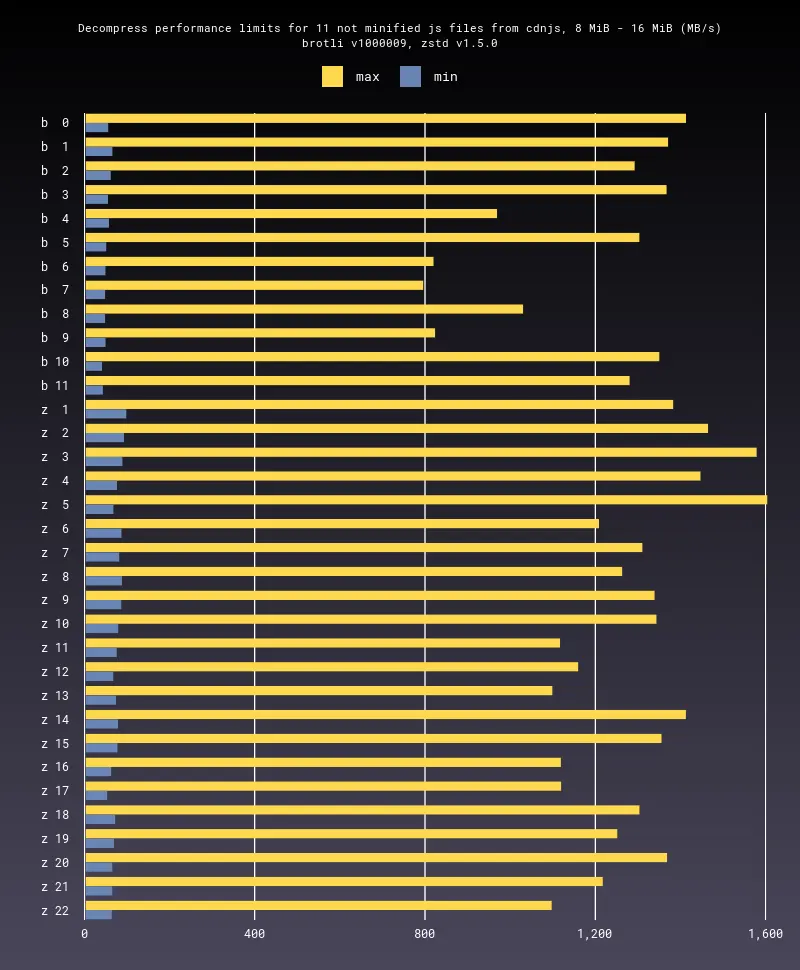 Decompress performance limits for 11 not minified js files from cdnjs, 8 MiB - 16 MiB (MB/s)
brotli v1000009, zstd v1.5.0
max min
b 0
b 1
b 2
b 3
b 4
b 5
b 6
b 7
b 8
b 9
b 10
b 11
z 1
z 2
z 3
z 4
z 5
z 6
z 7
z 8
z 9
z 10
z 11
z 12
z 13
z 14
z 15
z 16
z 17
z 18
z 19
z 20
z 21
z 22
0 400 800 1,200 1,600